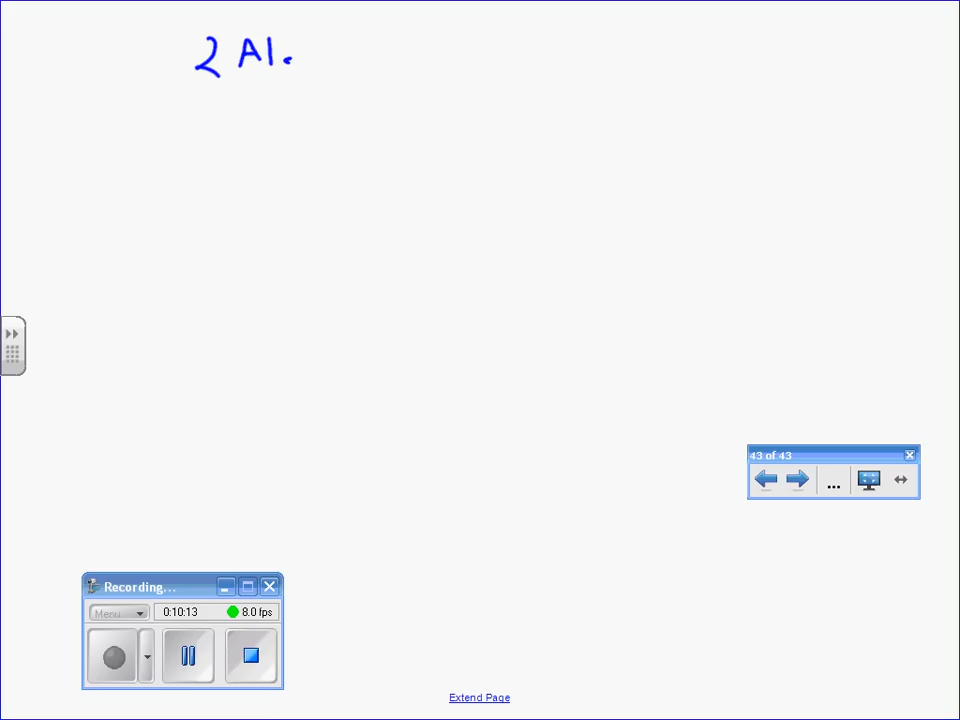 2 Al.
43 of 43
...
Recording...
Menu 0:10:13 8.0 fps
Extend Page